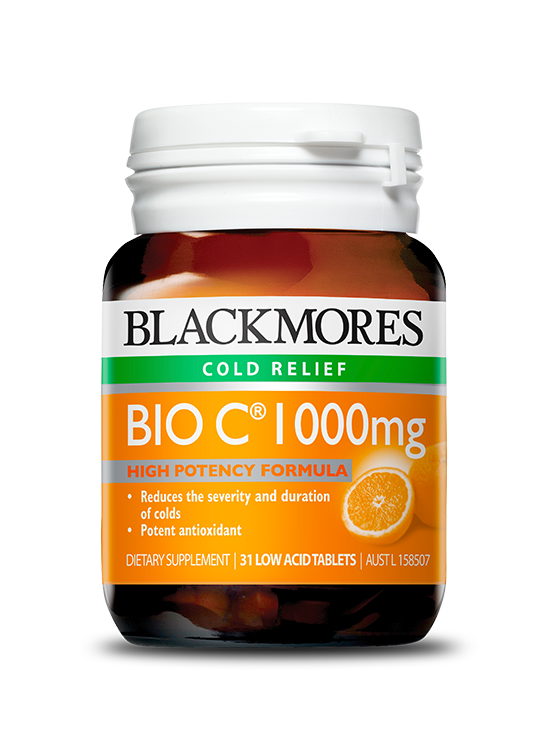 BLACKMORES
COLD RELIEF
BIO C® 1000mg
HIGH POTENCY FORMULA
• Reduces the severity and duration
of colds
• Potent antioxidant
DIETARY SUPPLEMENT | 31 LOW ACID TABLETS | AUST L 158507